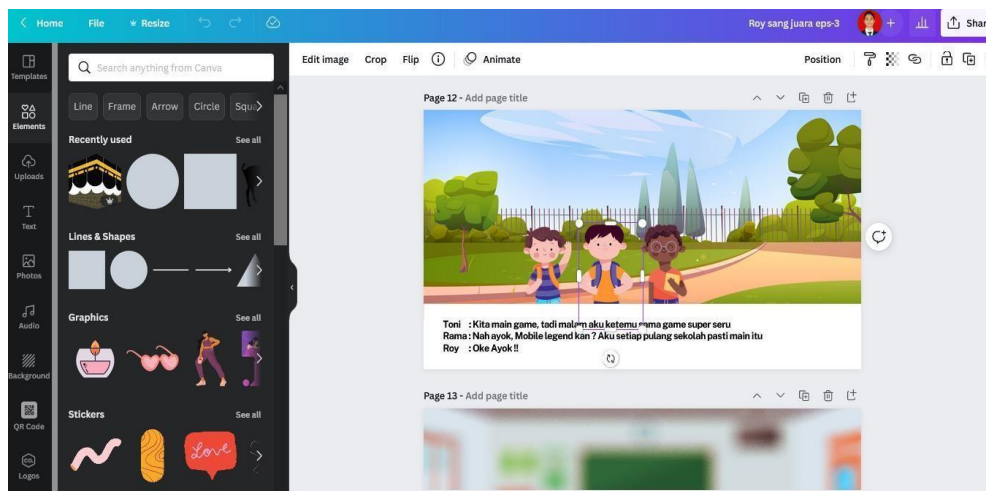 Home File Resize Roy sang juara eps-3 + Shar
Templates
Elements
Uploads
Text
Photos
Audio
Background
QR Code
CO.
Logos
Search anything from Canva
Line Frame Arrow Circle Squa
Recently used See all
Lines & Shapes See all
Graphics See all
Stickers See all
Love
Edit image Crop Flip Animate Position
Page 12 - Add page title
Toni : Kita main game, tadi malam aku ketemu sama game super seru
Rama : Nah ayok, Mobile legend kan ? Aku setiap pulang sekolah pasti main itu
Roy : Oke Ayok !!
Page 13 - Add page title